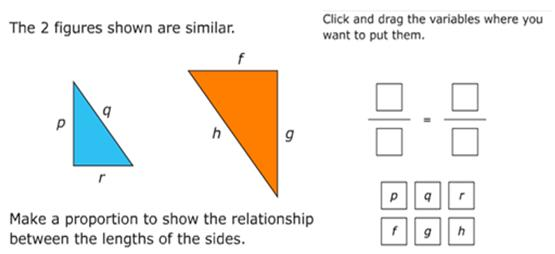 The 2 figures shown are similar.
Click and drag the variables where you
want to put them.
f
q
p
h
g
r
=
p q r
f g h
Make a proportion to show the relationship
between the lengths of the sides.